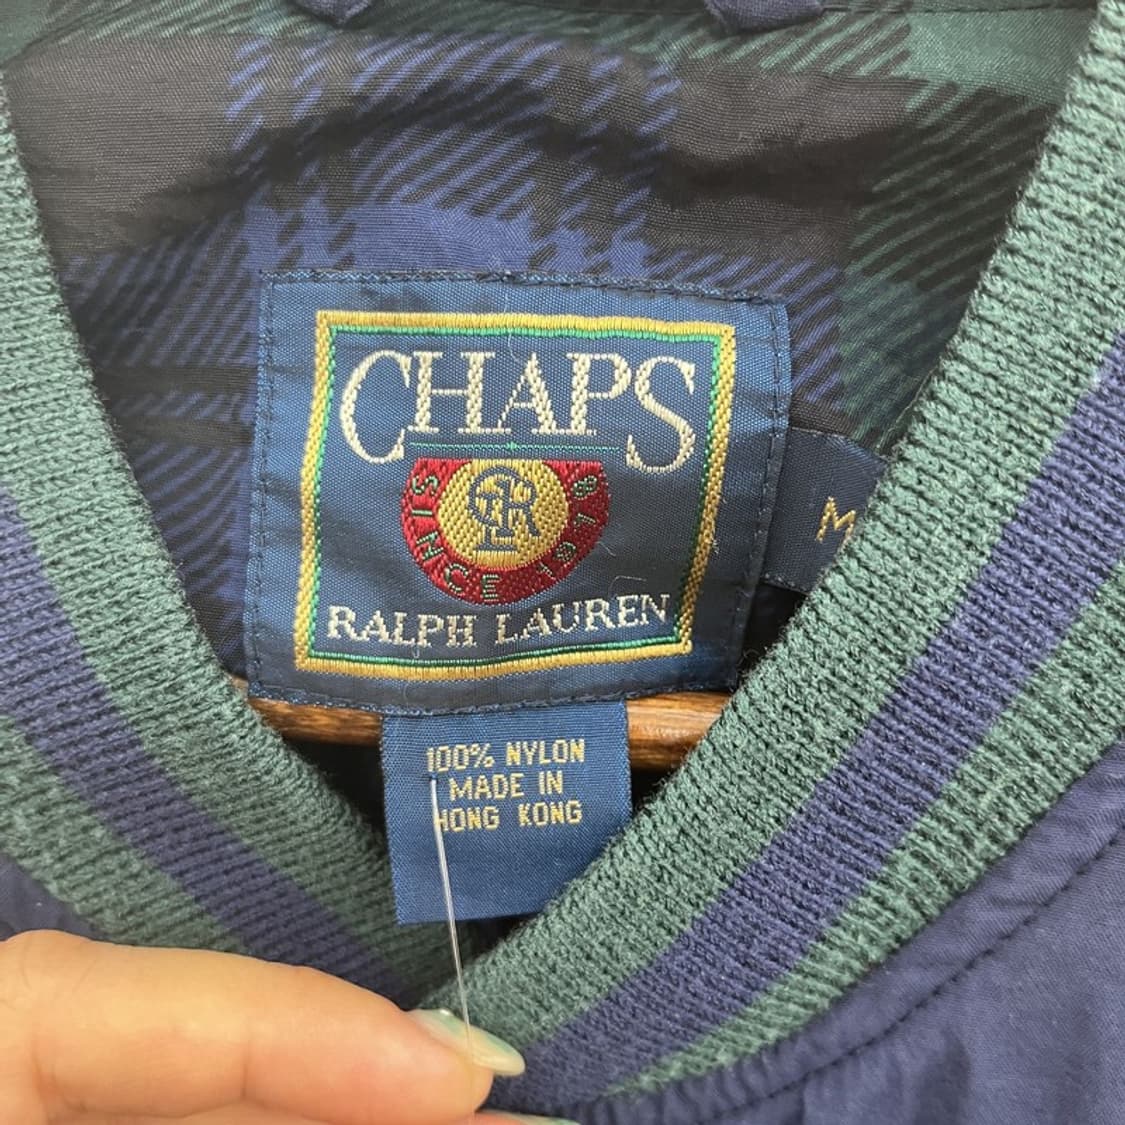 CHAPS
SINCE 1978
RALPH LAUREN
M
100% NYLON
MADE IN
HONG KONG